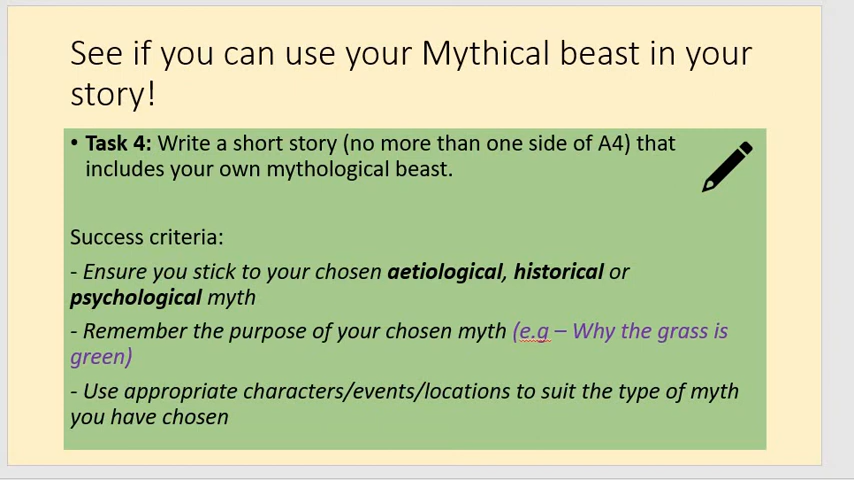 See if you can use your Mythical beast in your
story!
• Task 4: Write a short story (no more than one side of A4) that
includes your own mythological beast.
Success criteria:
- Ensure you stick to your chosen aetiological, historical or
psychological myth
- Remember the purpose of your chosen myth (e.g – Why the grass is
green)
- Use appropriate characters/events/locations to suit the type of myth
you have chosen